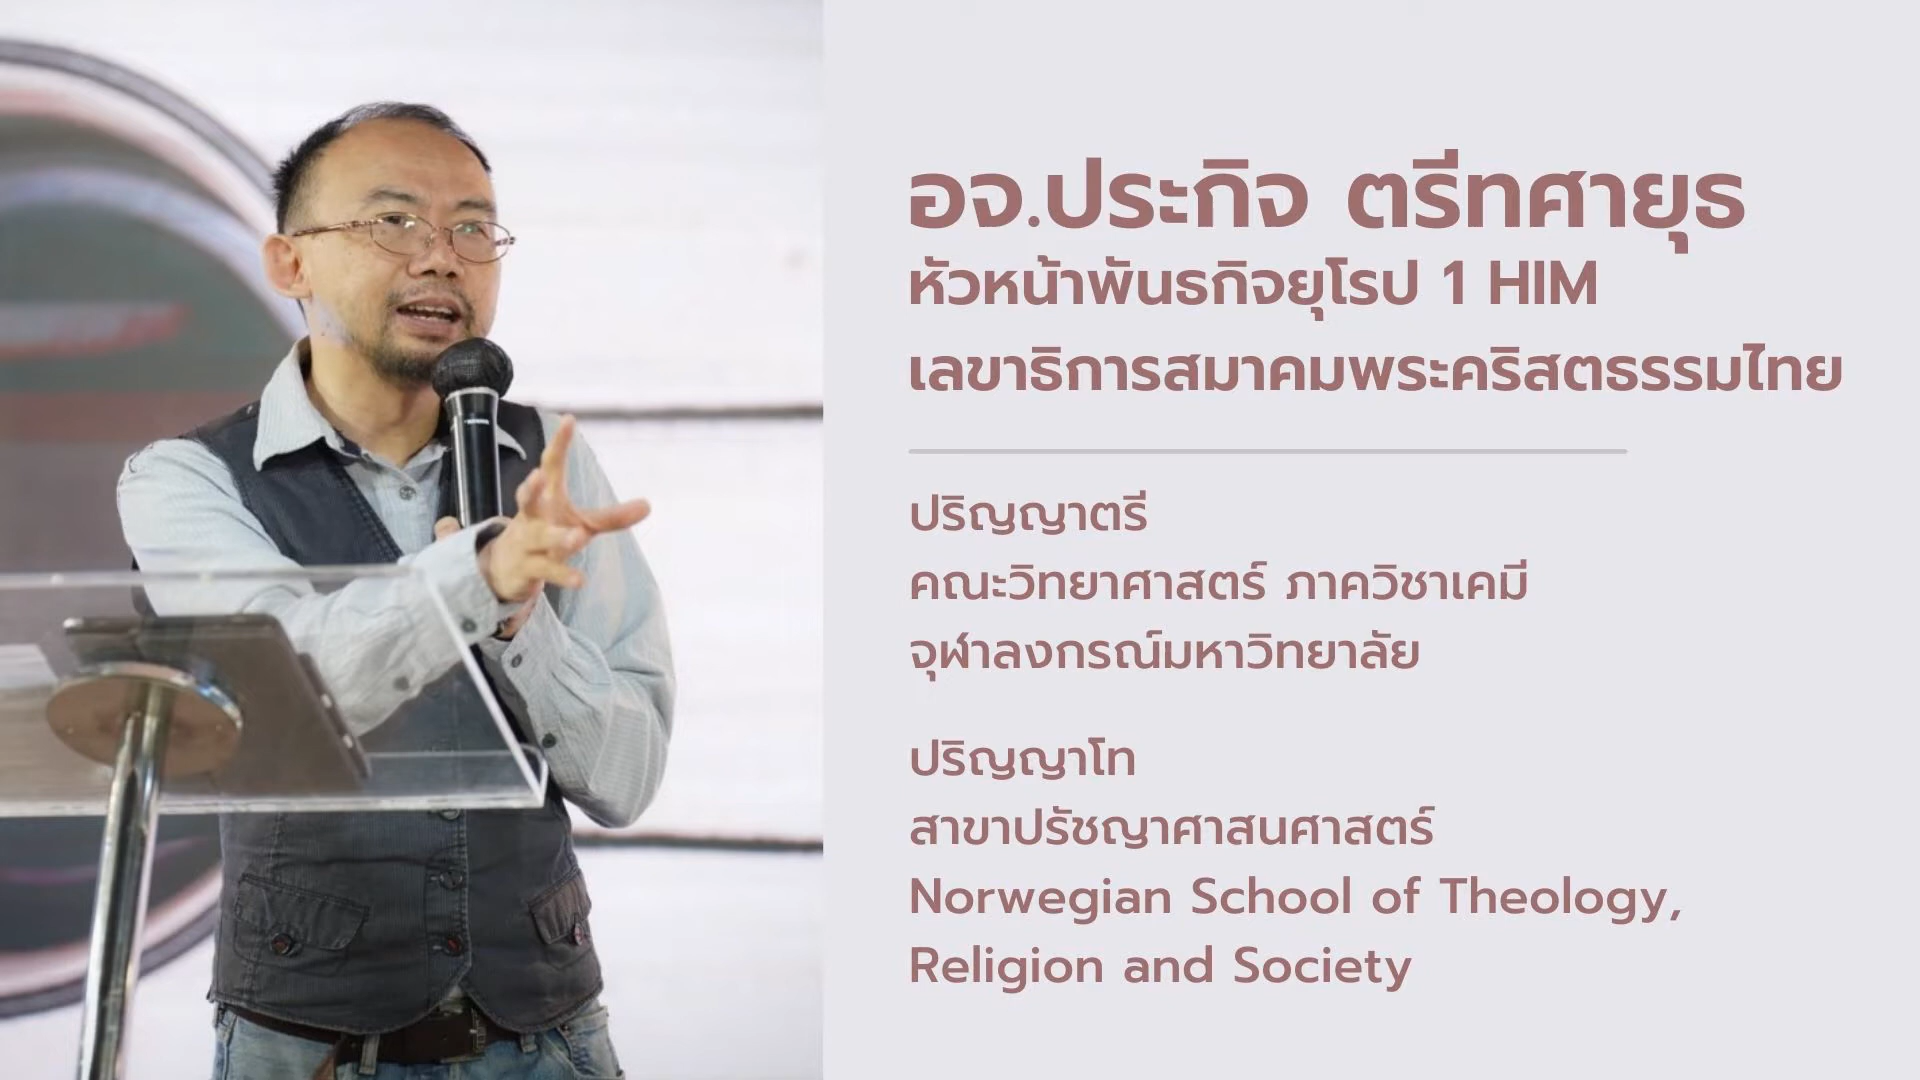 อจ.ประกิจ ตรีทศายุธ
หัวหน้าพันธกิจยุโรป 1 HIM
เลขาธิการสมาคมพระคริสตธรรมไทย
ปริญญาตรี
คณะวิทยาศาสตร์ ภาควิชาเคมี
จุฬาลงกรณ์มหาวิทยาลัย
ปริญญาโท
สาขาปรัชญาศาสนศาสตร์
Norwegian School of Theology,
Religion and Society